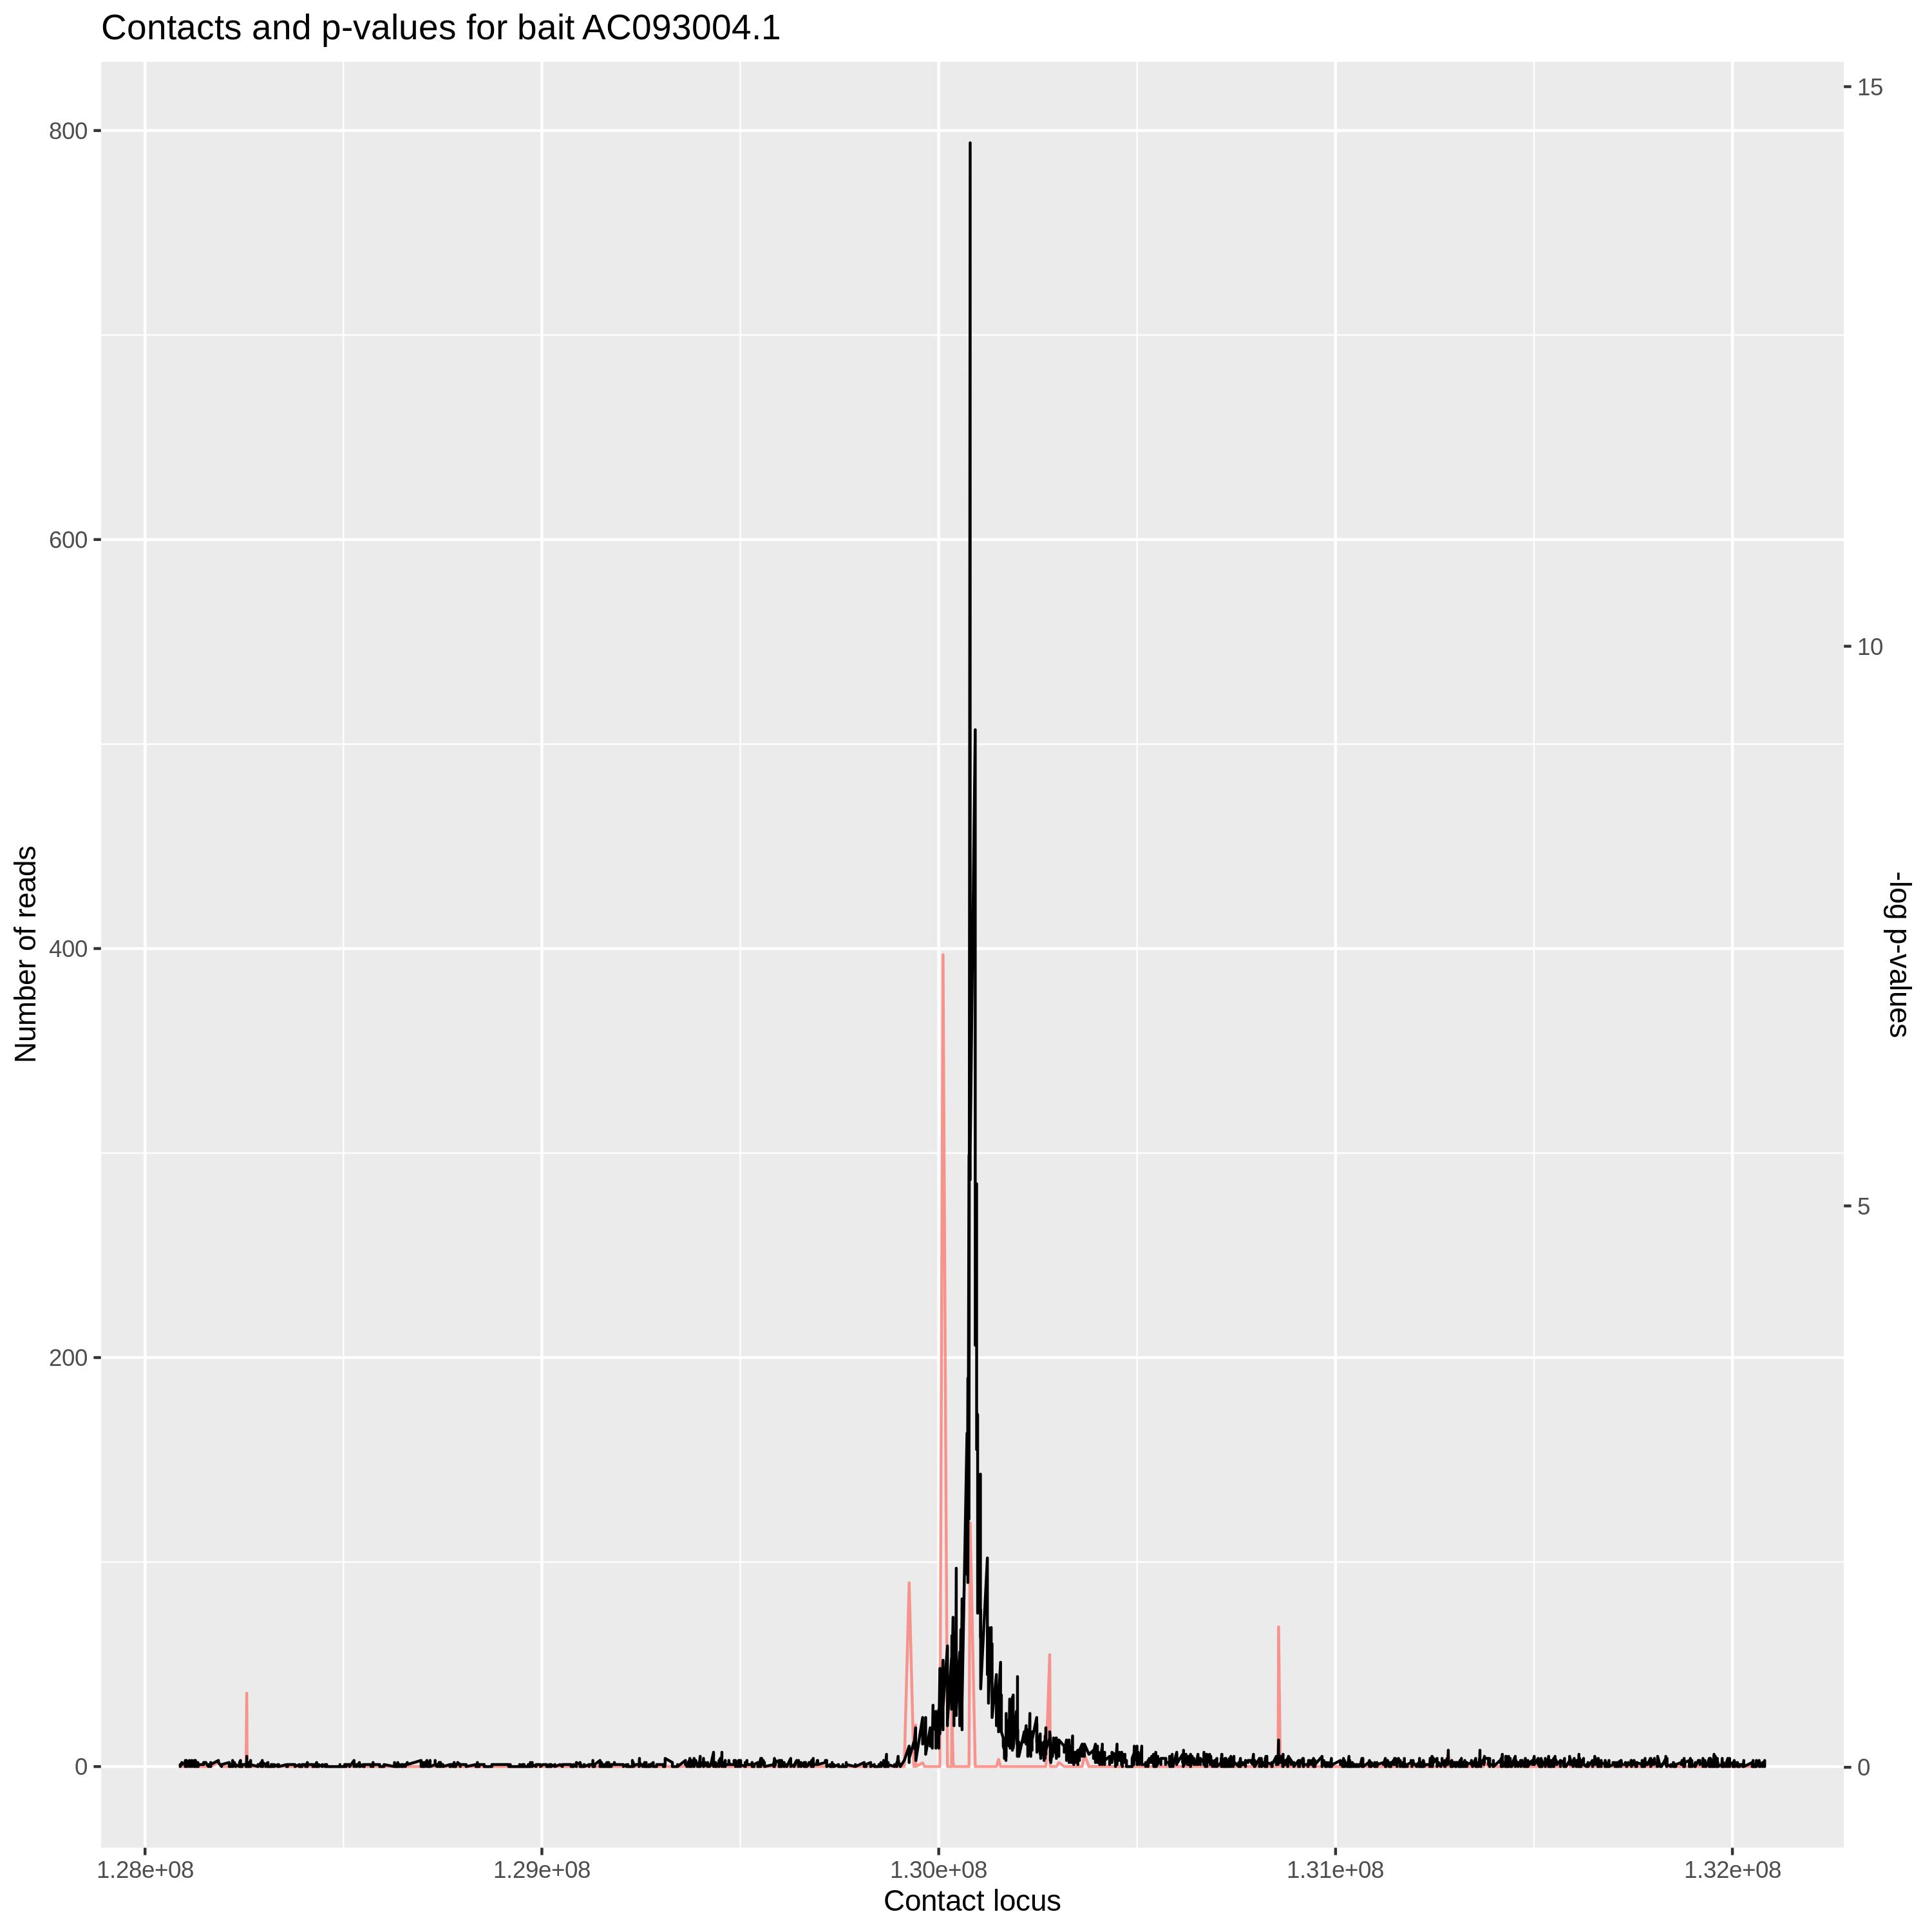 Contacts and p-values for bait AC093004.1
800
600
400
200
0
15
10
5
0
Number of reads
-log p-values
1.28e+08
1.29e+08
1.30e+08
1.31e+08
1.32e+08
Contact locus